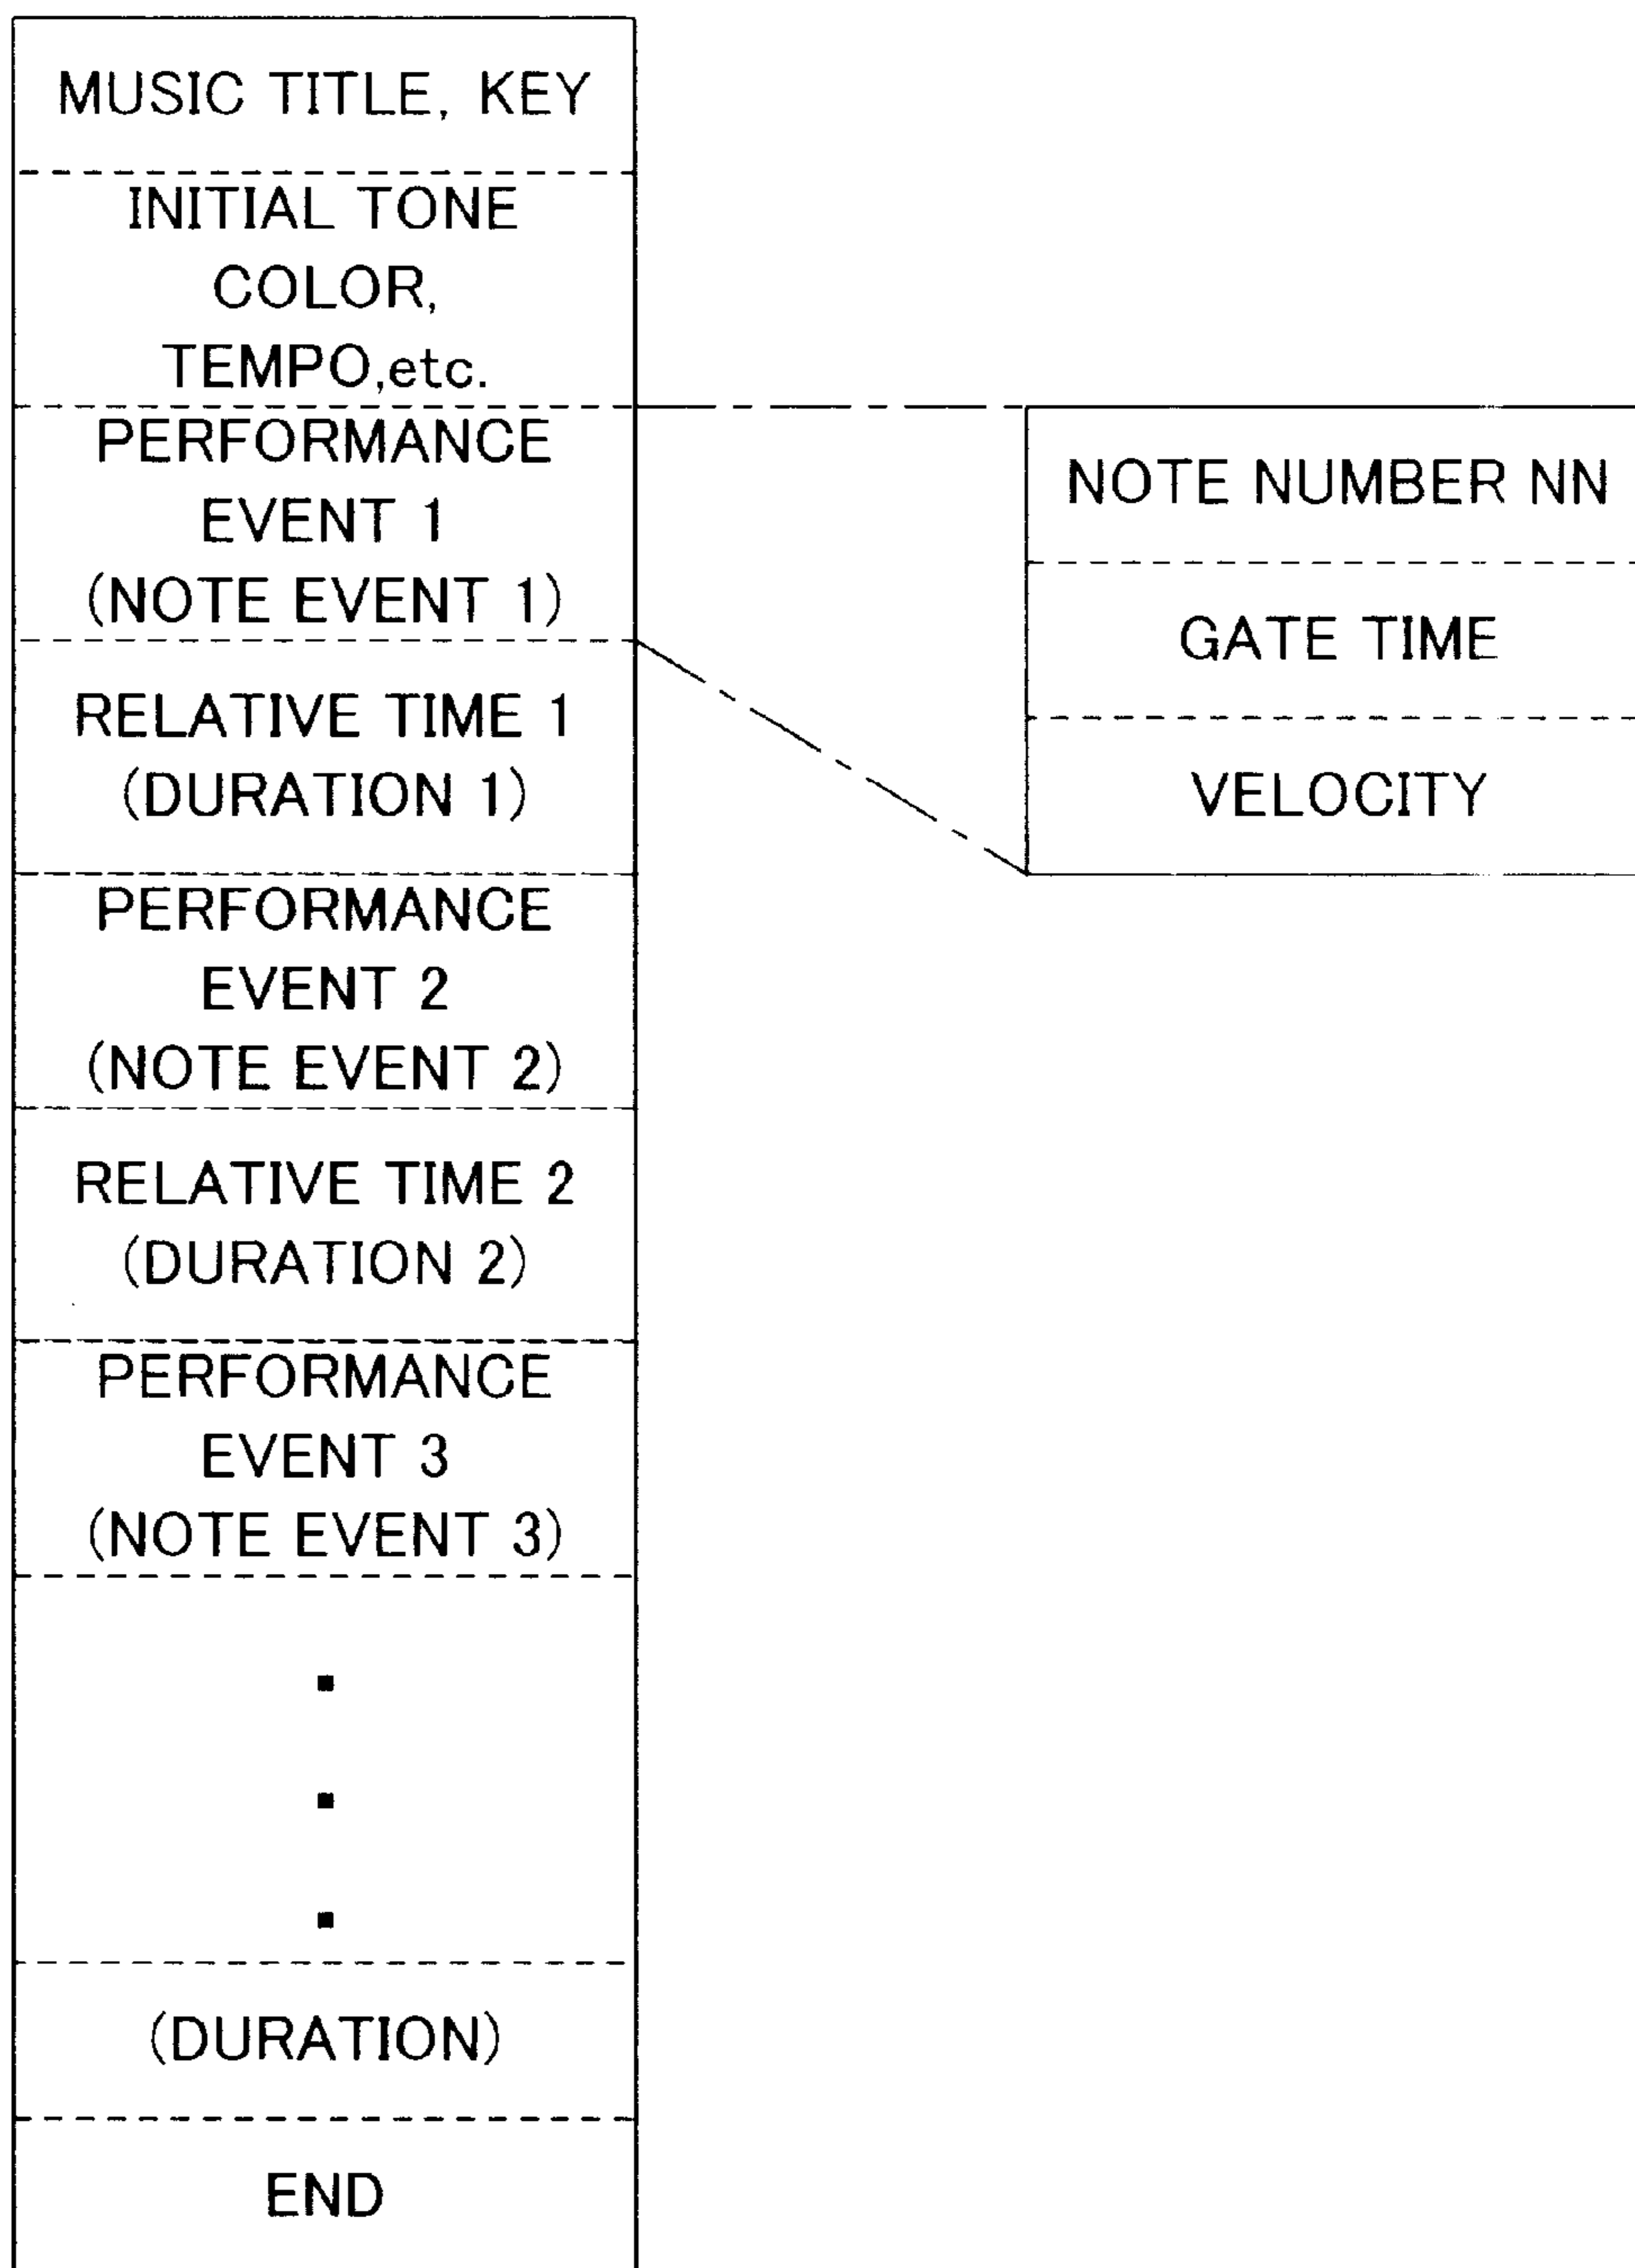 MUSIC TITLE, KEY
INITIAL TONE
COLOR,
TEMPO,etc.
PERFORMANCE
EVENT 1
(NOTE EVENT 1)
RELATIVE TIME 1
(DURATION 1)
PERFORMANCE
EVENT 2
(NOTE EVENT 2)
RELATIVE TIME 2
(DURATION 2)
PERFORMANCE
EVENT 3
(NOTE EVENT 3)
(DURATION)
END
NOTE NUMBER NN
GATE TIME
VELOCITY